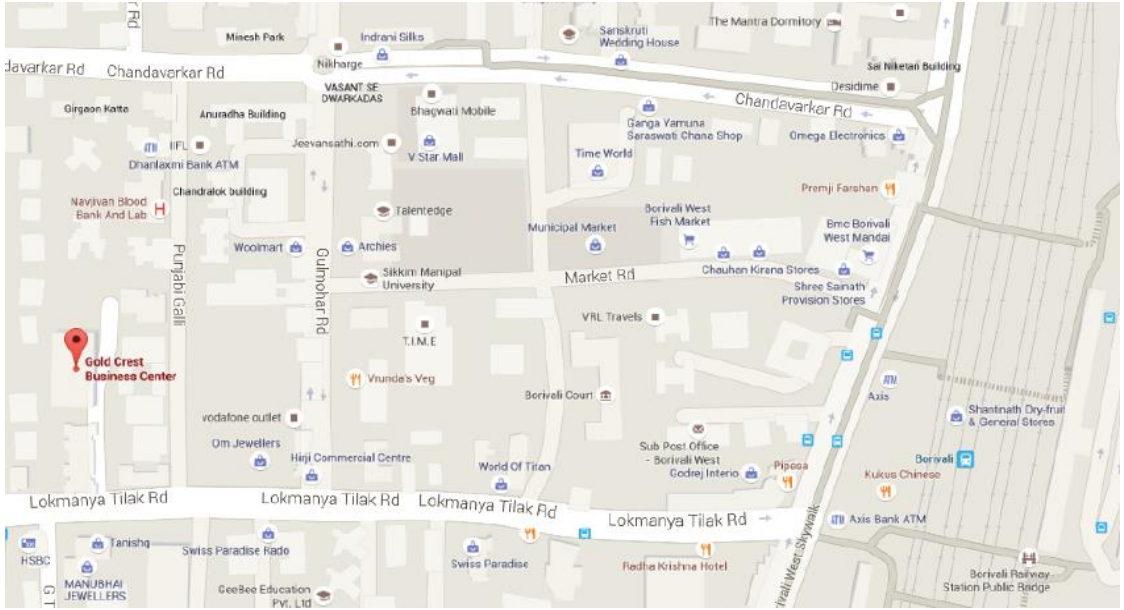 The Mantra Dormitory
Sanskruti
Wedding House
Minesh Park
Indrani Silks
Nikharge
Sai Niketan Building
davarkar Rd
Chandavarkar Rd
Desidime
VASANT SE
DWARKADAS
Chandavarkar Rd
Girgaon Katta
Anuradha Building
Bhagwati Mobile
Ganga Yamuna
Saraswati Chana Shop
Omega Electronics
IIFL
Jeevansathi.com
V Star Mall
Time World
Dhanlaxmi Bank ATM
Chandralok building
Premji Farshan
Navjivan Blood
Bank And Lab
Talentedge
Borivali West
Fish Market
Municipal Market
Bmc Borivali
West Mandai
Woolmart
Archies
Punjabi Galli
Gulmohar Rd
Sikkim Manipal
University
Market Rd
Chauhan Kirana Stores
Shree Sainath
Provision Stores
VRL Travels
T.I.M.E
Gold Crest
Business Center
Vrunda's Veg
Borivali Court
ATM
Axis
vodafone outlet
Shantinath Dry-fruit
& General Stores
Om Jewellers
Sub Post Office
- Borivali West
Hirji Commercial Centre
World Of Titan
Godrej Interio
Piposa
Borivali
Kukus Chinese
Lokmanya Tilak Rd
Lokmanya Tilak Rd
Lokmanya Tilak Rd
Lokmanya Tilak Rd
ATM
Axis Bank ATM
HSBC
Tanishq
Swiss Paradise Rado
Swiss Paradise
Radha Krishna Hotel
rivali West Skywalk
MANUBHAI
JEWELLERS
GeeBee Education
Pvt. Ltd
Borivali Railway
Station Public Bridge
G T